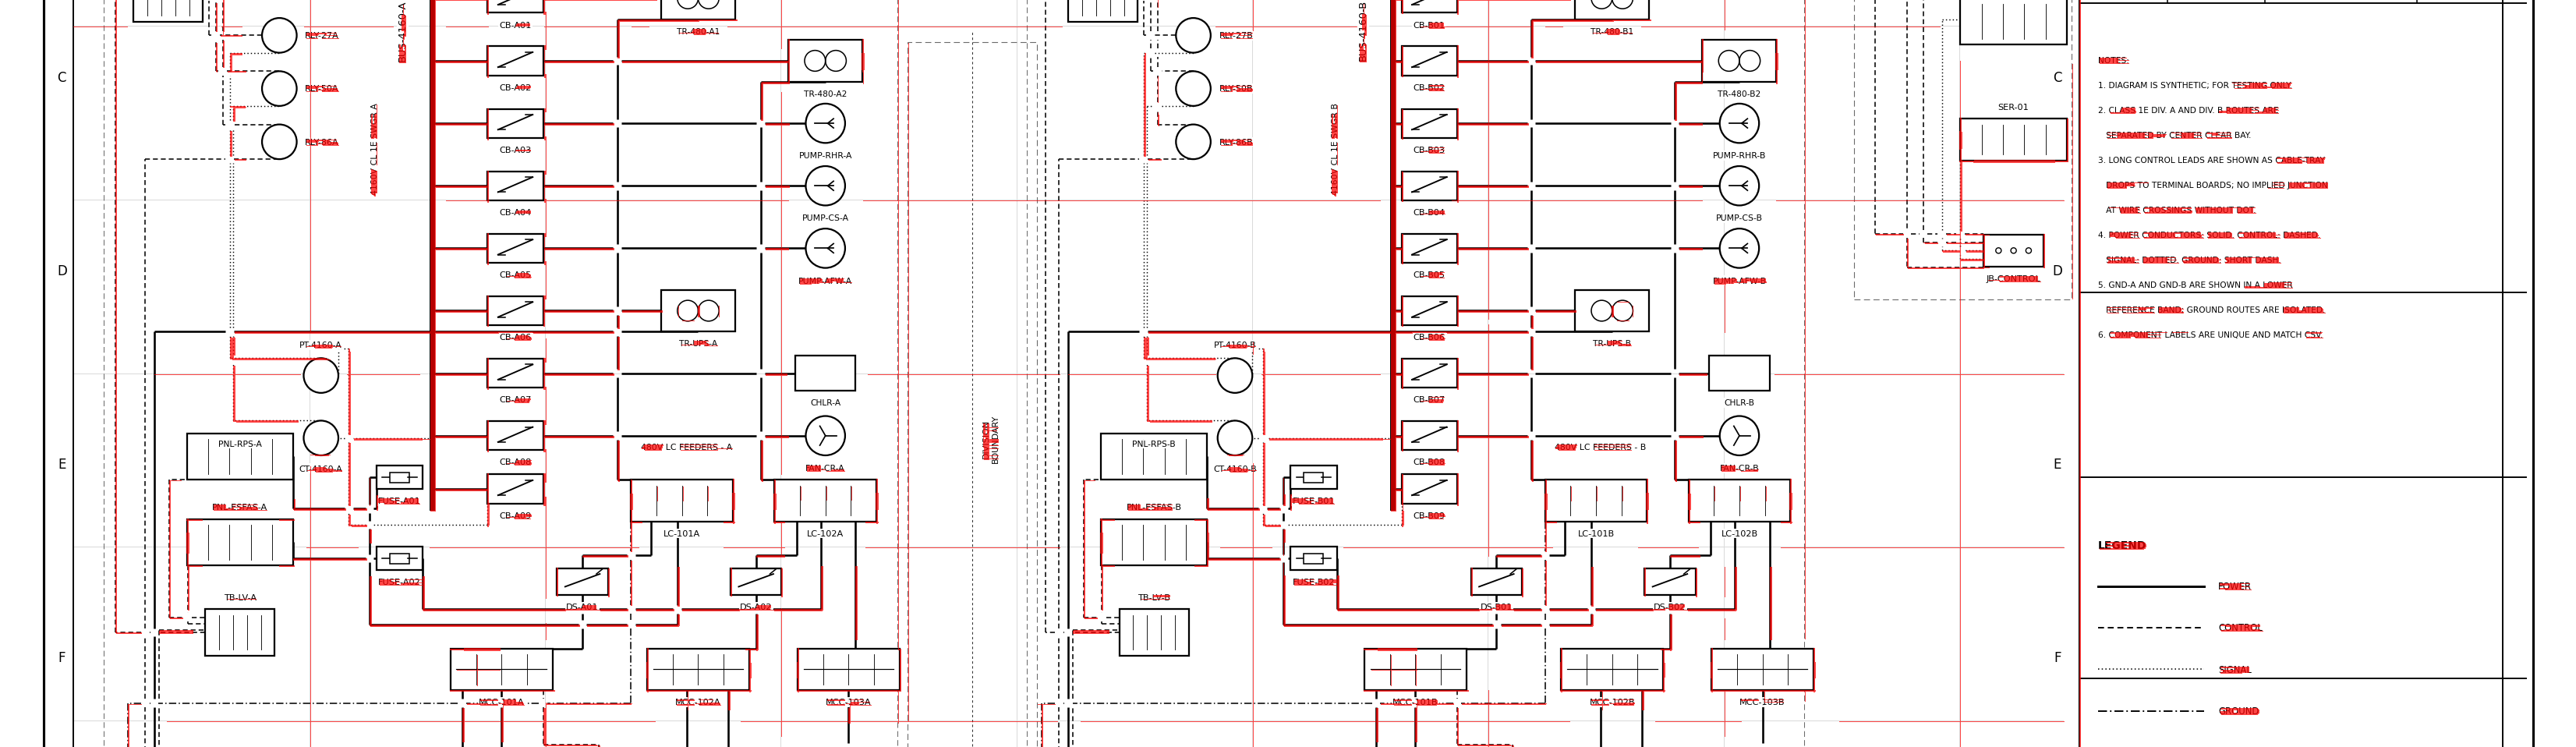 CB-A01
TR-480-A1
CB-B01
TR-480-B1
BUS-4160-A
BUS-4160-B
RLY-27A
RLY-27B
C
C
CB-A02
TR-480-A2
CB-B02
TR-480-B2
RLY-50A
RLY-50B
SER-01
RLY-86A
CB-A03
PUMP-RHR-A
RLY-86B
CB-B03
PUMP-RHR-B
4160V CL 1E SWGR A
4160V CL 1E SWGR B
CB-A04
PUMP-CS-A
CB-B04
PUMP-CS-B
D
D
CB-A05
PUMP-AFW-A
CB-B05
PUMP-AFW-B
JB-CONTROL
PT-4160-A
CB-A06
TR-UPS-A
PT-4160-B
CB-B06
TR-UPS-B
CB-A07
CHLR-A
CB-B07
CHLR-B
PNL-RPS-A
480V LC FEEDERS - A
DIVISION
BOUNDARY
PNL-RPS-B
480V LC FEEDERS - B
E
E
CT-4160-A
CB-A08
FAN-CR-A
CT-4160-B
CB-B08
FAN-CR-B
PNL-ESFAS-A
FUSE-A01
CB-A09
PNL-ESFAS-B
FUSE-B01
CB-B09
LC-101A
LC-102A
LC-101B
LC-102B
FUSE-A02
FUSE-B02
TB-LV-A
DS-A01
DS-A02
TB-LV-B
DS-B01
DS-B02
F
F
MCC-101A
MCC-102A
MCC-103A
MCC-101B
MCC-102B
MCC-103B
NOTES:
1. DIAGRAM IS SYNTHETIC; FOR TESTING ONLY
2. CLASS 1E DIV. A AND DIV. B ROUTES ARE
SEPARATED BY CENTER CLEAR BAY.
3. LONG CONTROL LEADS ARE SHOWN AS CABLE-TRAY
DROPS TO TERMINAL BOARDS; NO IMPLIED JUNCTION
AT WIRE CROSSINGS WITHOUT DOT.
4. POWER CONDUCTORS: SOLID. CONTROL: DASHED.
SIGNAL: DOTTED. GROUND: SHORT DASH.
5. GND-A AND GND-B ARE SHOWN IN A LOWER
REFERENCE BAND; GROUND ROUTES ARE ISOLATED.
6. COMPONENT LABELS ARE UNIQUE AND MATCH CSV.
LEGEND
POWER
CONTROL
SIGNAL
GROUND